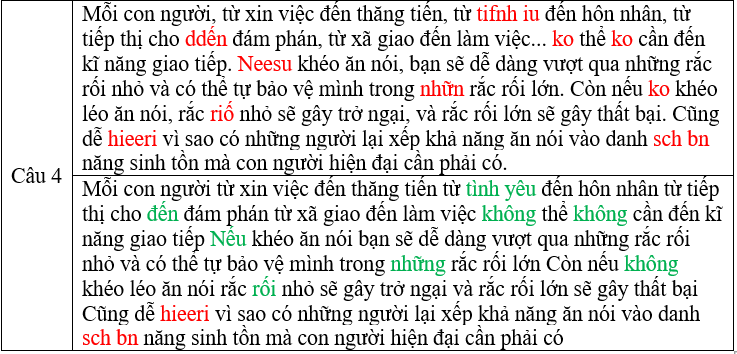 Mỗi con người, từ xin việc đến thăng tiến, từ tifnh iu đến hôn nhân, từ
tiếp thị cho ddến đám phán, từ xã giao đến làm việc... ko thể ko cần đến
kĩ năng giao tiếp. Neesu khéo ăn nói, bạn sẽ dễ dàng vượt qua những rắc
rối nhỏ và có thể tự bảo vệ mình trong nhữn rắc rối lớn. Còn nếu ko khéo
léo ăn nói, rắc riố nhỏ sẽ gây trở ngại, và rắc rối lớn sẽ gây thất bại. Cũng
dễ hieeri vì sao có những người lại xếp khả năng ăn nói vào danh sch bn
năng sinh tồn mà con người hiện đại cần phải có.
Câu 4
Mỗi con người từ xin việc đến thăng tiến từ tình yêu đến hôn nhân từ tiếp
thị cho đến đám phán từ xã giao đến làm việc không thể không cần đến kĩ
năng giao tiếp Nếu khéo ăn nói bạn sẽ dễ dàng vượt qua những rắc rối
nhỏ và có thể tự bảo vệ mình trong những rắc rối lớn Còn nếu không
khéo léo ăn nói rắc rối nhỏ sẽ gây trở ngại và rắc rối lớn sẽ gây thất bại
Cũng dễ hieeri vì sao có những người lại xếp khả năng ăn nói vào danh
sch bn năng sinh tồn mà con người hiện đại cần phải có